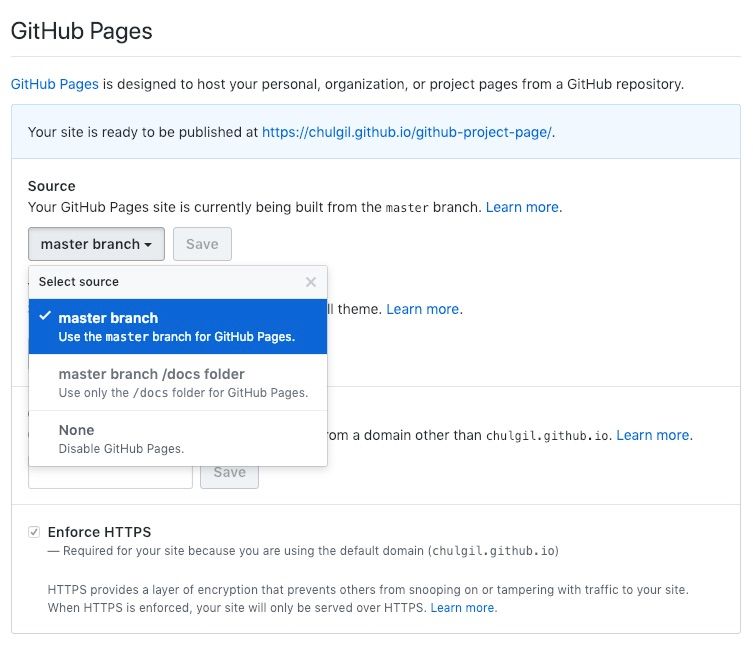 GitHub Pages
GitHub Pages is designed to host your personal, organization, or project pages from a GitHub repository.
Your site is ready to be published at https://chulgil.github.io/github-project-page/.
Source
Your GitHub Pages site is currently being built from the master branch. Learn more.
master branch Save
Select source
ll theme. Learn more.
master branch
Use the master branch for GitHub Pages.
master branch /docs folder
Use only the /docs folder for GitHub Pages.
None
om a domain other than chulgil.github.io. Learn more.
Disable GitHub Pages.
Save
Enforce HTTPS
— Required for your site because you are using the default domain (chulgil.github.io)
HTTPS provides a layer of encryption that prevents others from snooping on or tampering with traffic to your site.
When HTTPS is enforced, your site will only be served over HTTPS. Learn more.